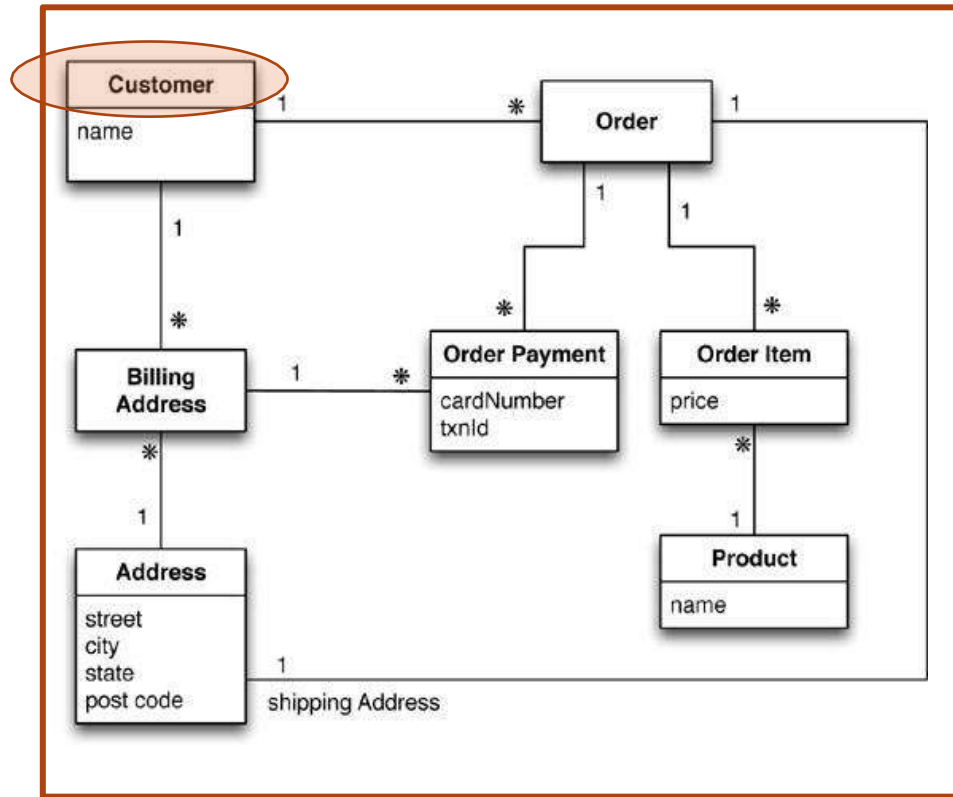 Customer
name
1
*
Order
1
1
1
1
*
*
*
Billing
Address
1
*
Order Payment
cardNumber
txnId
Order Item
price
*
*
1
1
Address
street
city
state
post code
Product
name
1
shipping Address